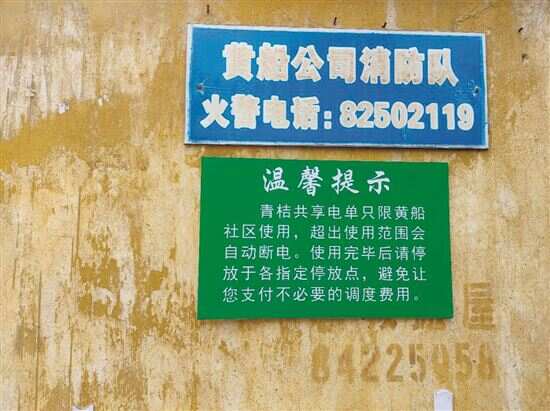 黄船公司消防队
火警电话:82502119
温馨提示
青桔共享电单只限黄船
社区使用，超出使用范围会
自动断电。使用完毕后请停
放于各指定停放点，避免让
您支付不必要的调度费用。
屋
84225958